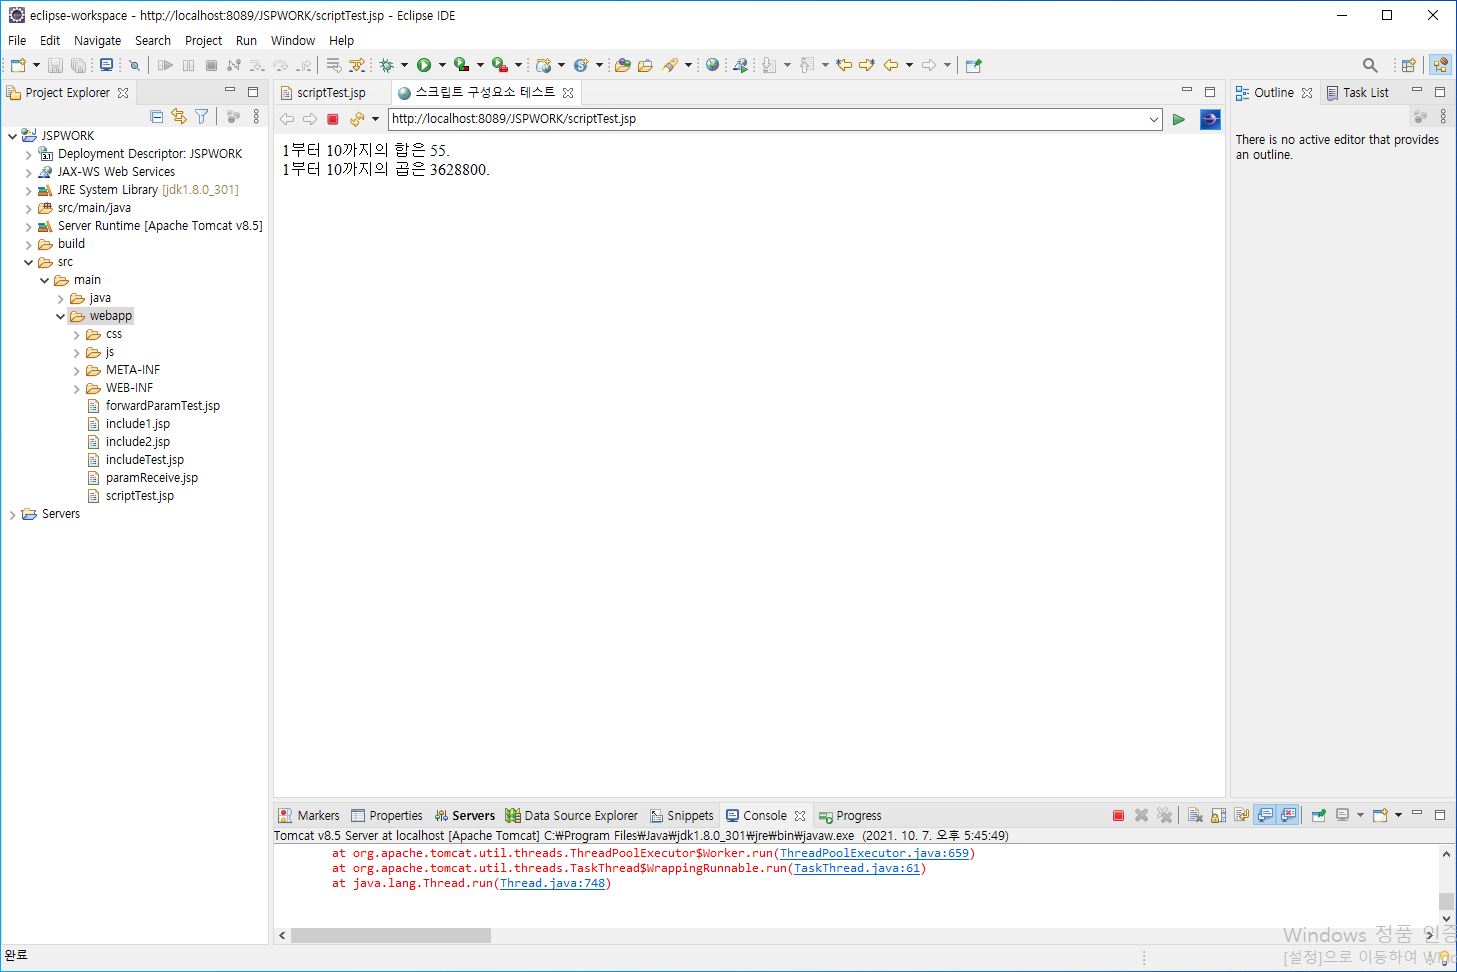 eclipse-workspace - http://localhost:8089/JSPWORK/scriptTest.jsp - Eclipse IDE
File Edit Navigate Search Project Run Window Help
Project Explorer
scriptTest.jsp
스크립트 구성요소 테스트
Outline
Task List
http://localhost:8089/JSPWORK/scriptTest.jsp
JSPWORK
Deployment Descriptor: JSPWORK
JAX-WS Web Services
JRE System Library [jdk1.8.0_301]
src/main/java
Server Runtime [Apache Tomcat v8.5]
build
src
main
java
webapp
css
js
META-INF
WEB-INF
forwardParamTest.jsp
include1.jsp
include2.jsp
includeTest.jsp
paramReceive.jsp
scriptTest.jsp
Servers
1부터 10까지의 합은 55.
1부터 10까지의 곱은 3628800.
There is no active editor that provides
an outline.
Markers Properties Servers Data Source Explorer Snippets Console Progress
Tomcat v8.5 Server at localhost [Apache Tomcat] C:₩Program Files₩Java₩jdk1.8.0_301₩jre₩bin₩javaw.exe (2021. 10. 7. 오후 5:45:49)
at org.apache.tomcat.util.threads.ThreadPoolExecutor$Worker.run(ThreadPoolExecutor.java:659)
at org.apache.tomcat.util.threads.TaskThread$WrappingRunnable.run(TaskThread.java:61)
at java.lang.Thread.run(Thread.java:748)
Windows 정품 인증
[설정]으로 이동하여
완료